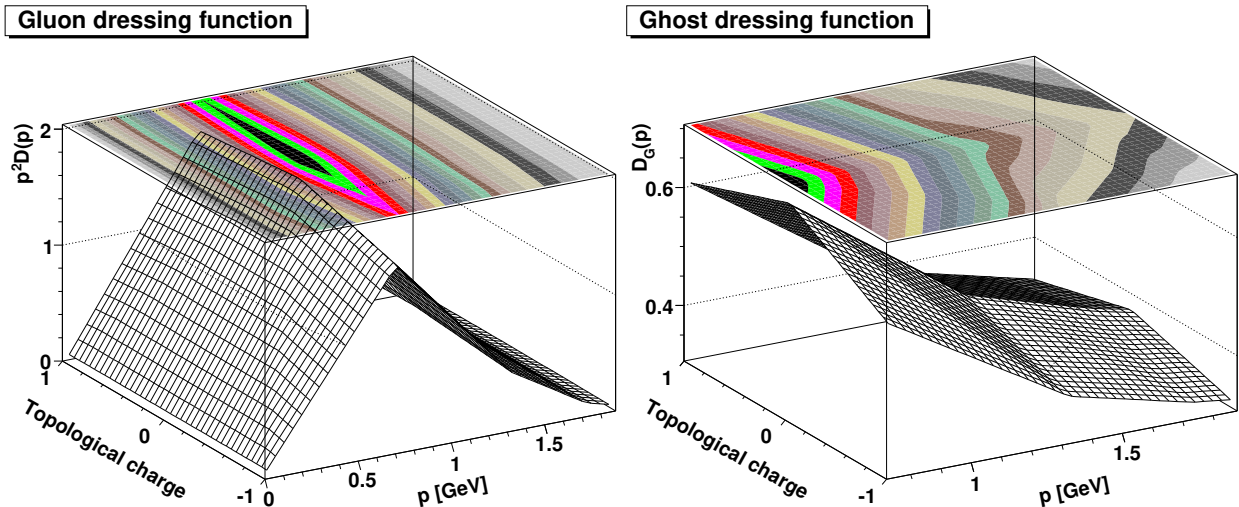 Gluon dressing function
p²D(p)
2
1
0
1
0
-1
Topological charge
0
0.5
1
1.5
p [GeV]
Ghost dressing function
D_G(p)
0.6
0.4
1
0
-1
Topological charge
1
1.5
p [GeV]